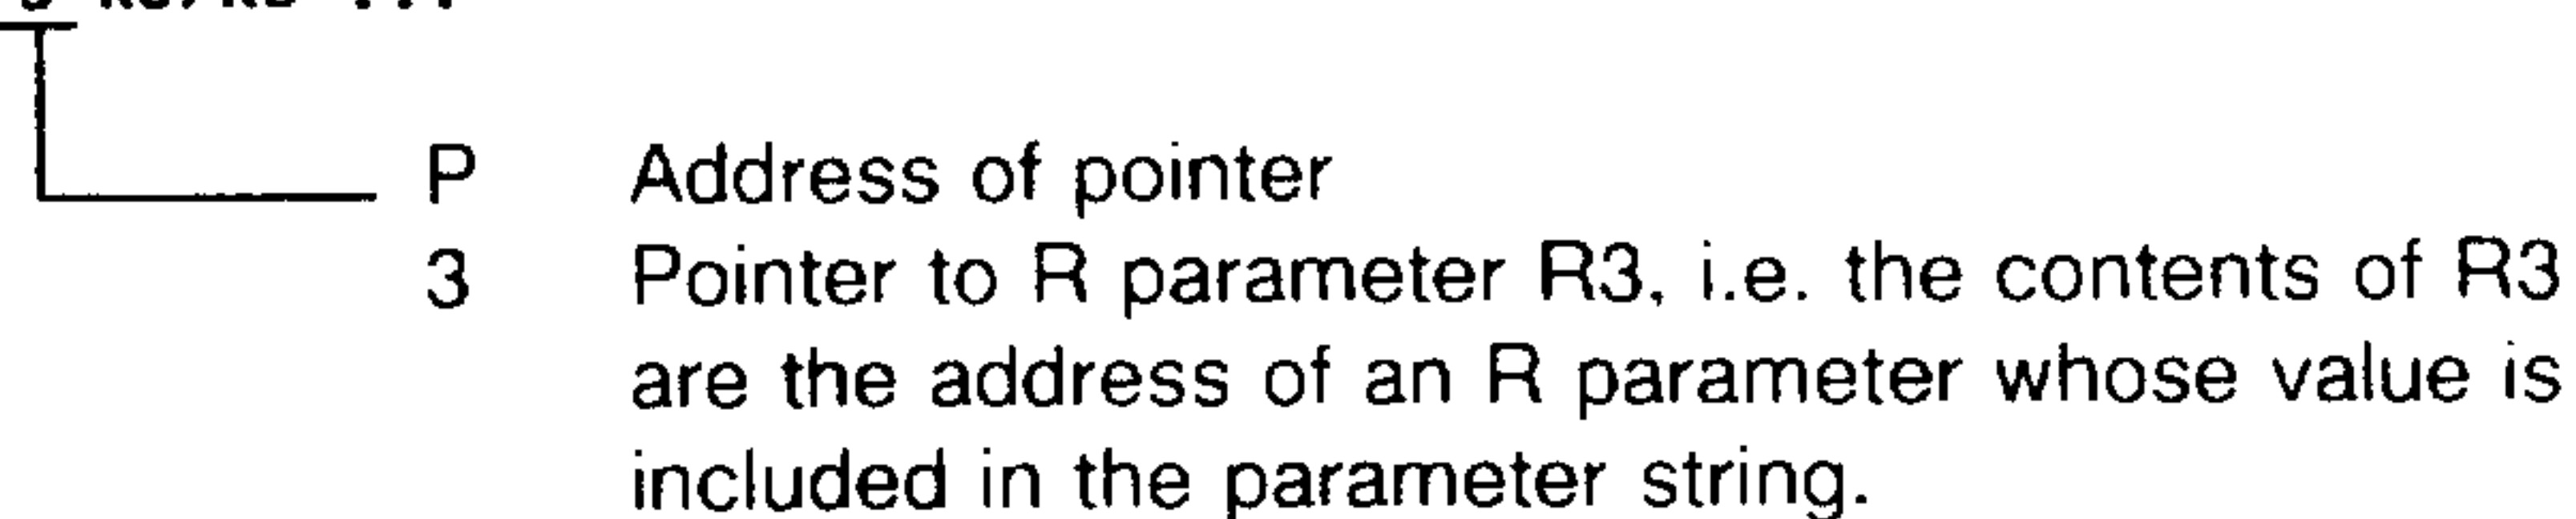 P Address of pointer
3 Pointer to R parameter R3, i.e. the contents of R3
are the address of an R parameter whose value is
included in the parameter string.